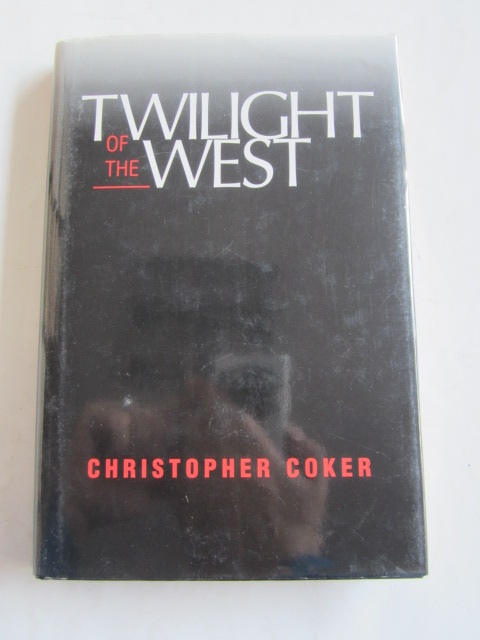 TWILIGHT
OF
THE
WEST
CHRISTOPHER COKER